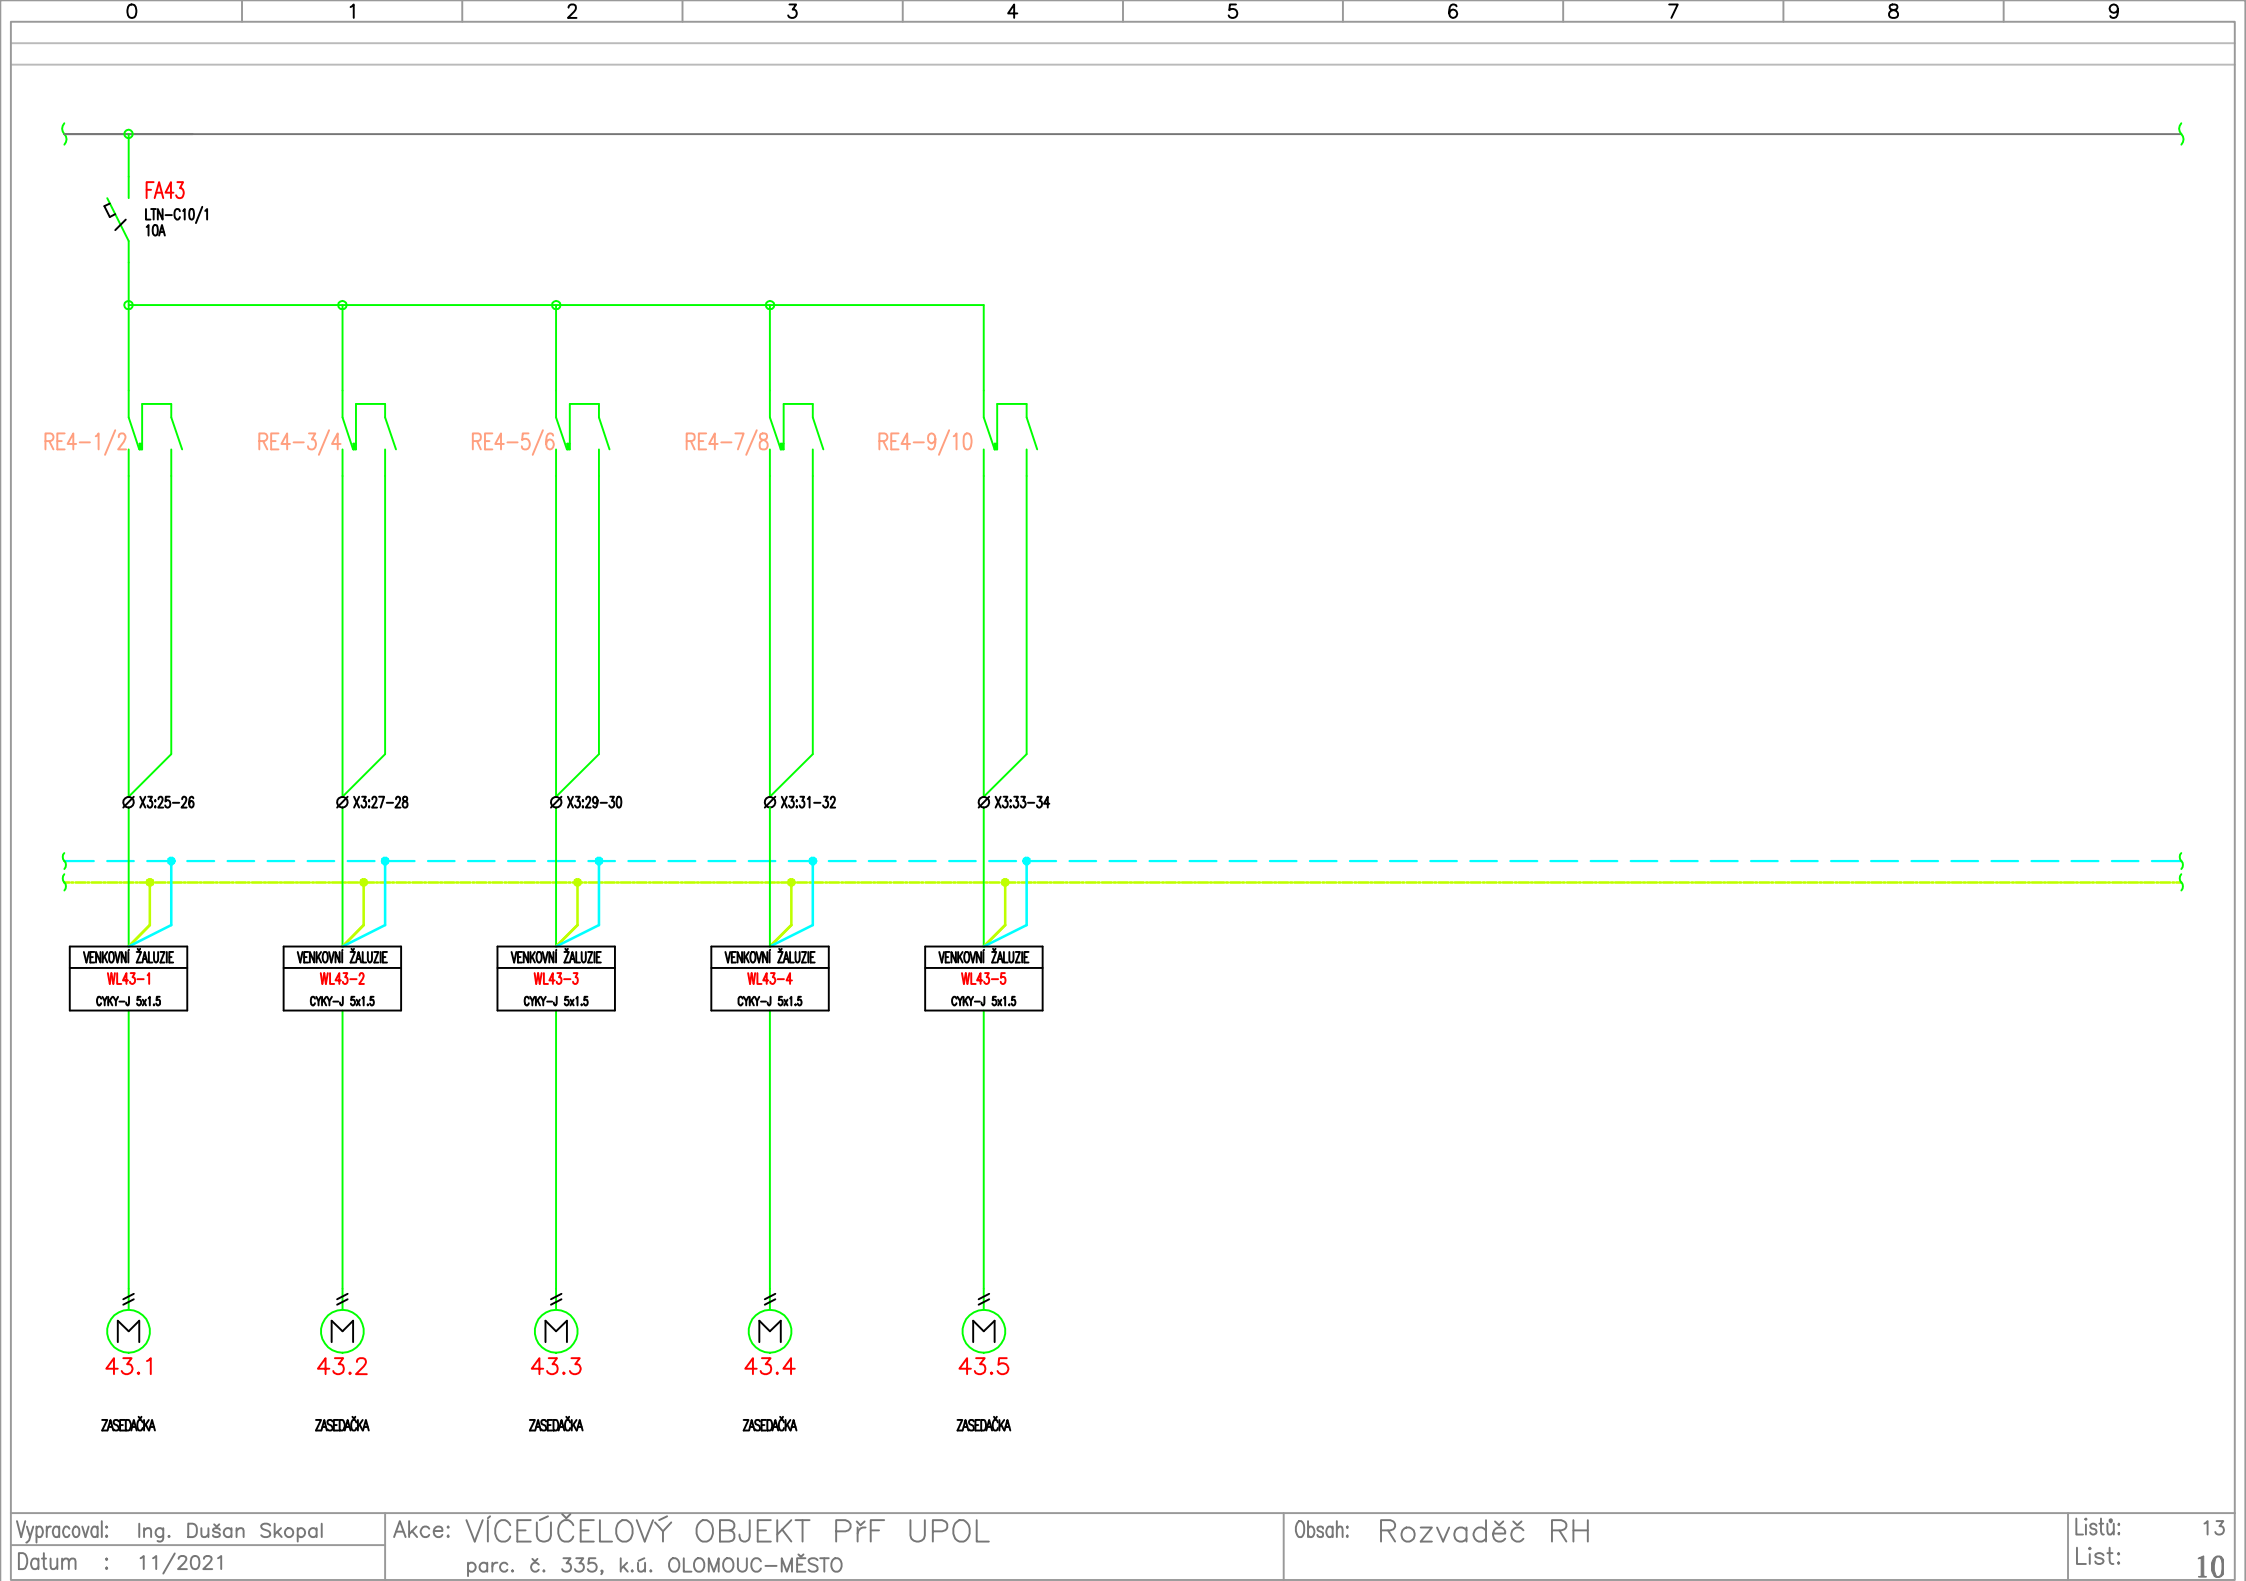 0 1 2 3 4 5 6 7 8 9
FA43
LTN-C10/1
10A
RE4-1/2 RE4-3/4 RE4-5/6 RE4-7/8 RE4-9/10
X3:25-26 X3:27-28 X3:29-30 X3:31-32 X3:33-34
VENKOVNÍ ŽALUZIE VENKOVNÍ ŽALUZIE VENKOVNÍ ŽALUZIE VENKOVNÍ ŽALUZIE VENKOVNÍ ŽALUZIE
WL43-1 WL43-2 WL43-3 WL43-4 WL43-5
CYKY-J 5x1.5 CYKY-J 5x1.5 CYKY-J 5x1.5 CYKY-J 5x1.5 CYKY-J 5x1.5
M M M M M
43.1 43.2 43.3 43.4 43.5
ZASEDAČKA ZASEDAČKA ZASEDAČKA ZASEDAČKA ZASEDAČKA
Vypracoval: Ing. Dušan Skopal Akce: VÍCEÚČELOVÝ OBJEKT PřF UPOL Obsah: Rozvaděč RH Listů: 13
Datum : 11/2021 parc. č. 335, k.ú. OLOMOUC-MĚSTO List: 10